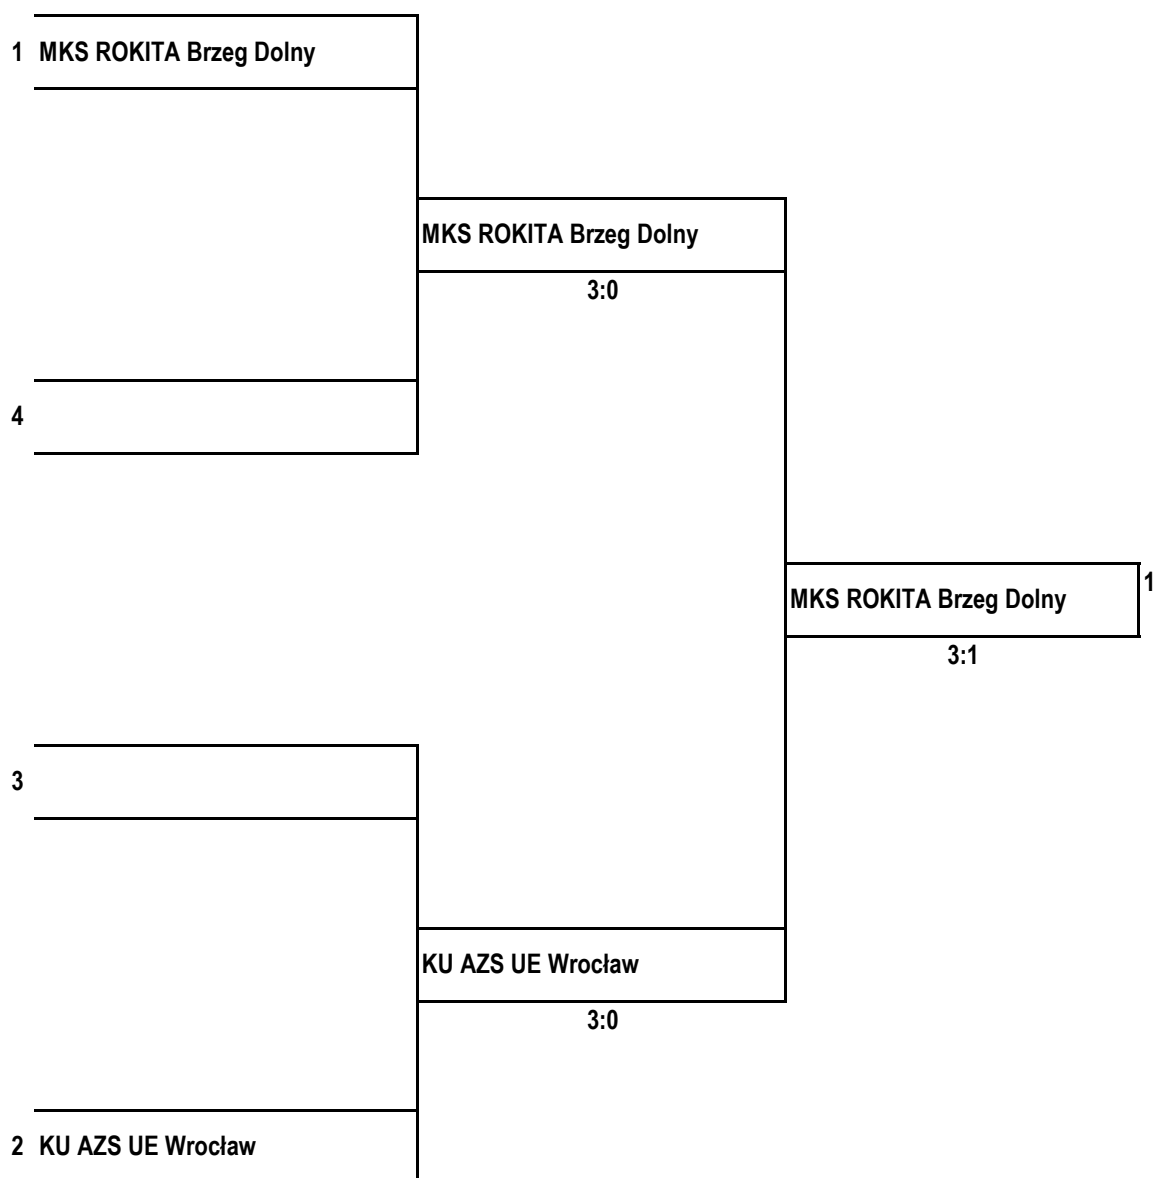 1 MKS ROKITA Brzeg Dolny
MKS ROKITA Brzeg Dolny
3:0
4
1
MKS ROKITA Brzeg Dolny
3:1
3
KU AZS UE Wrocław
3:0
2 KU AZS UE Wrocław